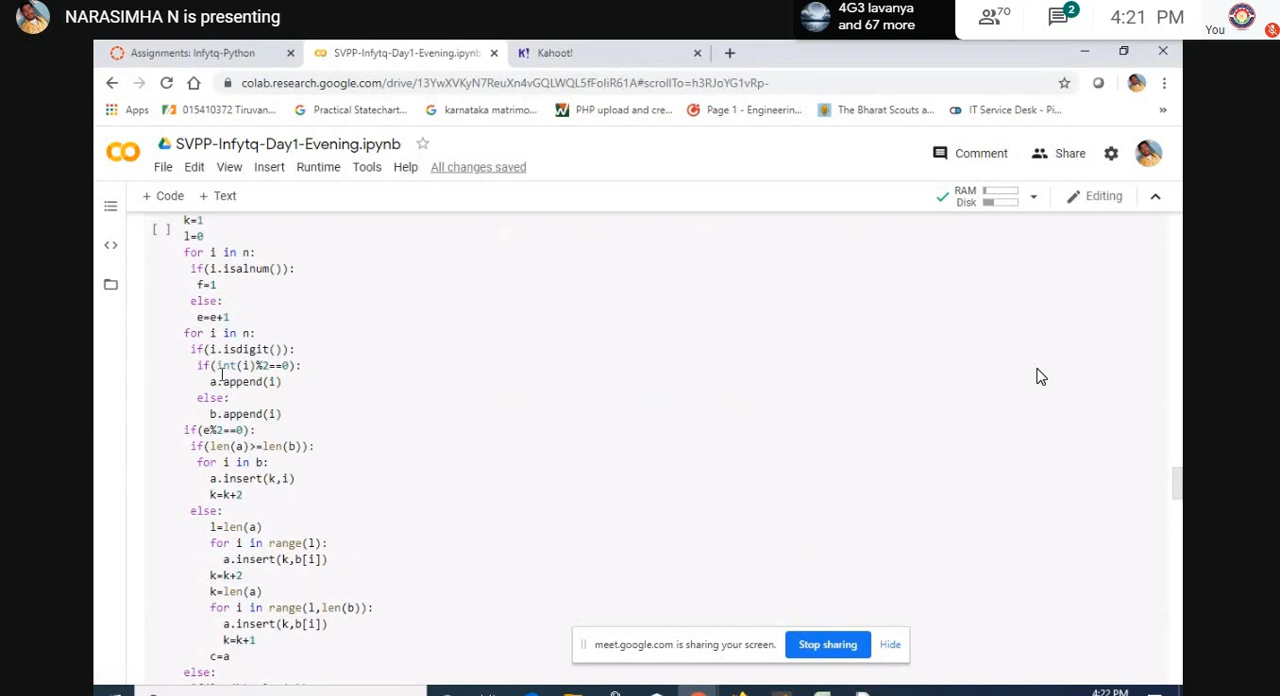 NARASIMHA N is presenting
4G3 lavanya
and 67 more
70
2
4:21 PM
You
Assignments: Infytq-Python
SVPP-Infytq-Day1-Evening.ipynb
K! Kahoot!
colab.research.google.com/drive/13YwXVKyN7ReuXn4vGQLWQL5fFoIiR61A#scrollTo=h3RJoYG1vRp-
Apps
015410372 Tiruvan...
Practical Statechart...
karnataka matrimo...
PHP upload and cre...
Page 1 - Engineerin...
The Bharat Scouts a...
IT Service Desk - Pi...
»
SVPP-Infytq-Day1-Evening.ipynb
File Edit View Insert Runtime Tools Help All changes saved
Comment
Share
+ Code + Text
RAM
Disk
Editing
[ ]
k=1
l=0
for i in n:
if(i.isalnum()):
f=1
else:
e=e+1
for i in n:
if(i.isdigit()):
if(int(i)%2==0):
a.append(i)
else:
b.append(i)
if(e%2==0):
if(len(a)>=len(b)):
for i in b:
a.insert(k,i)
k=k+2
else:
l=len(a)
for i in range(l):
a.insert(k,b[i])
k=k+2
k=len(a)
for i in range(l,len(b)):
a.insert(k,b[i])
k=k+1
c=a
else:
meet.google.com is sharing your screen.
Stop sharing
Hide
4:22 PM